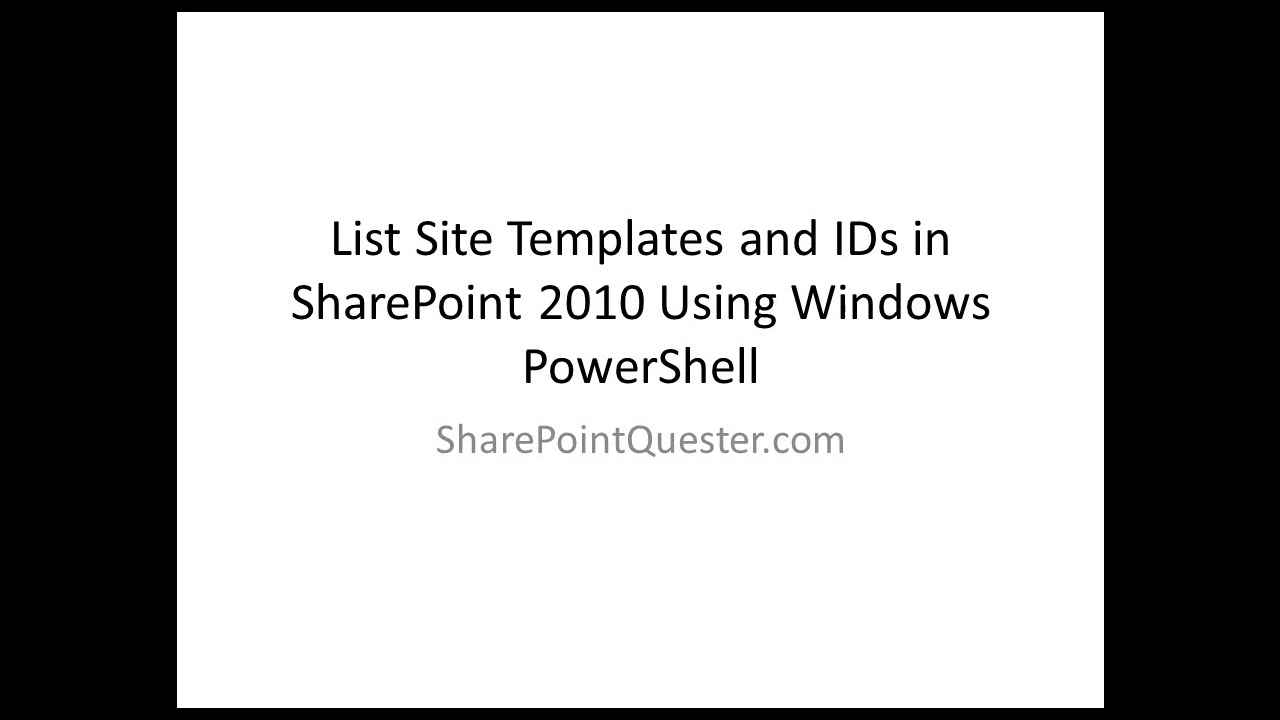 List Site Templates and IDs in
SharePoint 2010 Using Windows
PowerShell
SharePointQuester.com